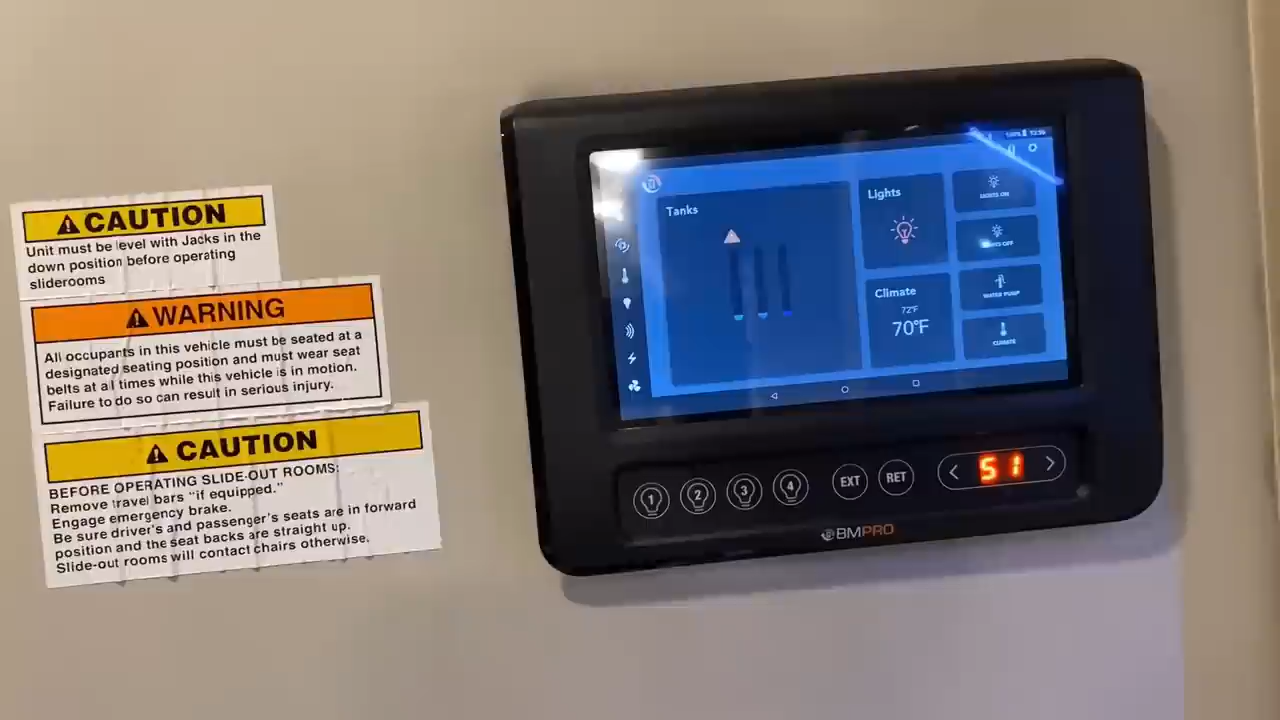 CAUTION
Unit must be level with Jacks in the
down position before operating
sliderooms
WARNING
All occupants in this vehicle must be seated at a
designated seating position and must wear seat
belts at all times while this vehicle is in motion.
Failure to do so can result in serious injury.
CAUTION
BEFORE OPERATING SLIDE-OUT ROOMS:
Remove travel bars "if equipped."
Engage emergency brake.
Be sure driver's and passenger's seats are in forward
position and the seat backs are straight up.
Slide-out rooms will contact chairs otherwise.
100%
Tanks
Lights
LIGHTS ON
Climate
72°F
70°F
WATER PUMP
CLIMATE
1 2 3 4 EXT RET < 51 >
BMPRO